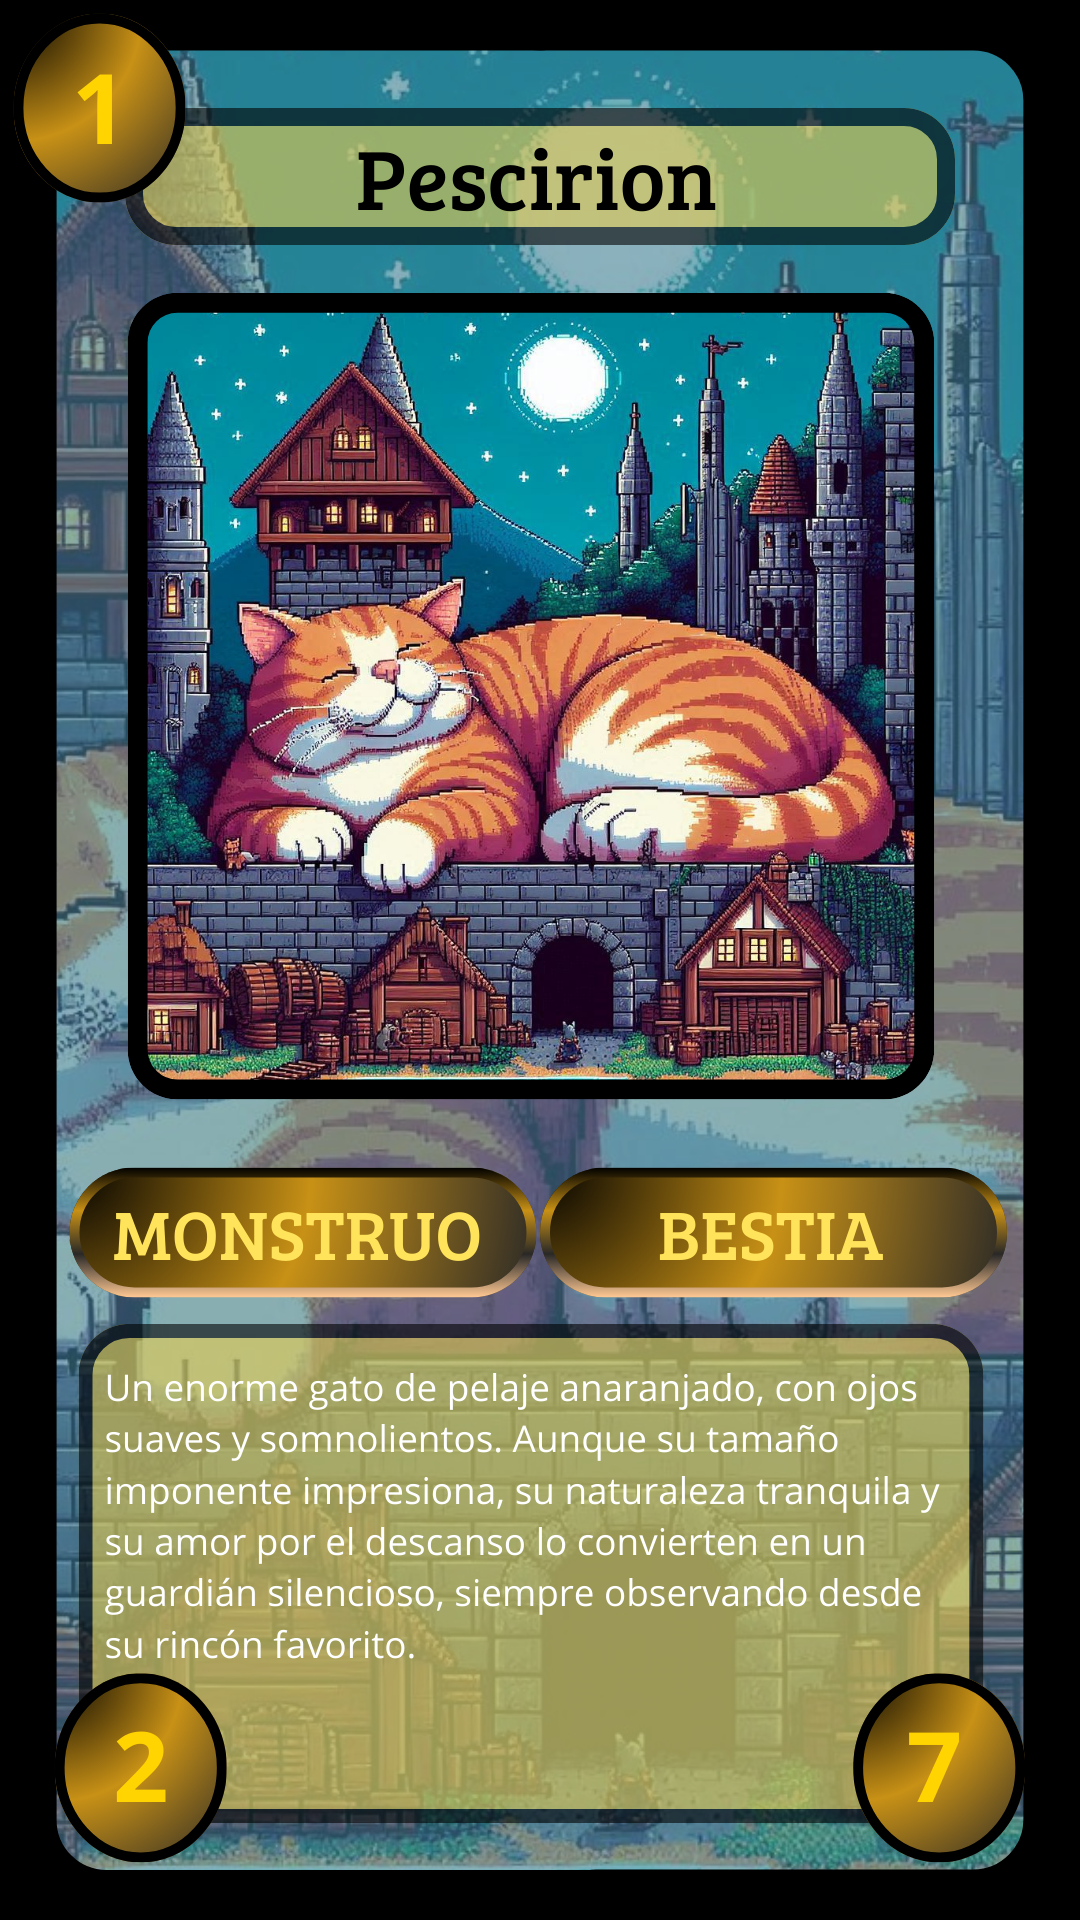 1
Pescirion
MONSTRUO
BESTIA
Un enorme gato de pelaje anaranjado, con ojos
suaves y somnolientos. Aunque su tamaño
imponente impresiona, su naturaleza tranquila y
su amor por el descanso lo convierten en un
guardián silencioso, siempre observando desde
su rincón favorito.
2
7